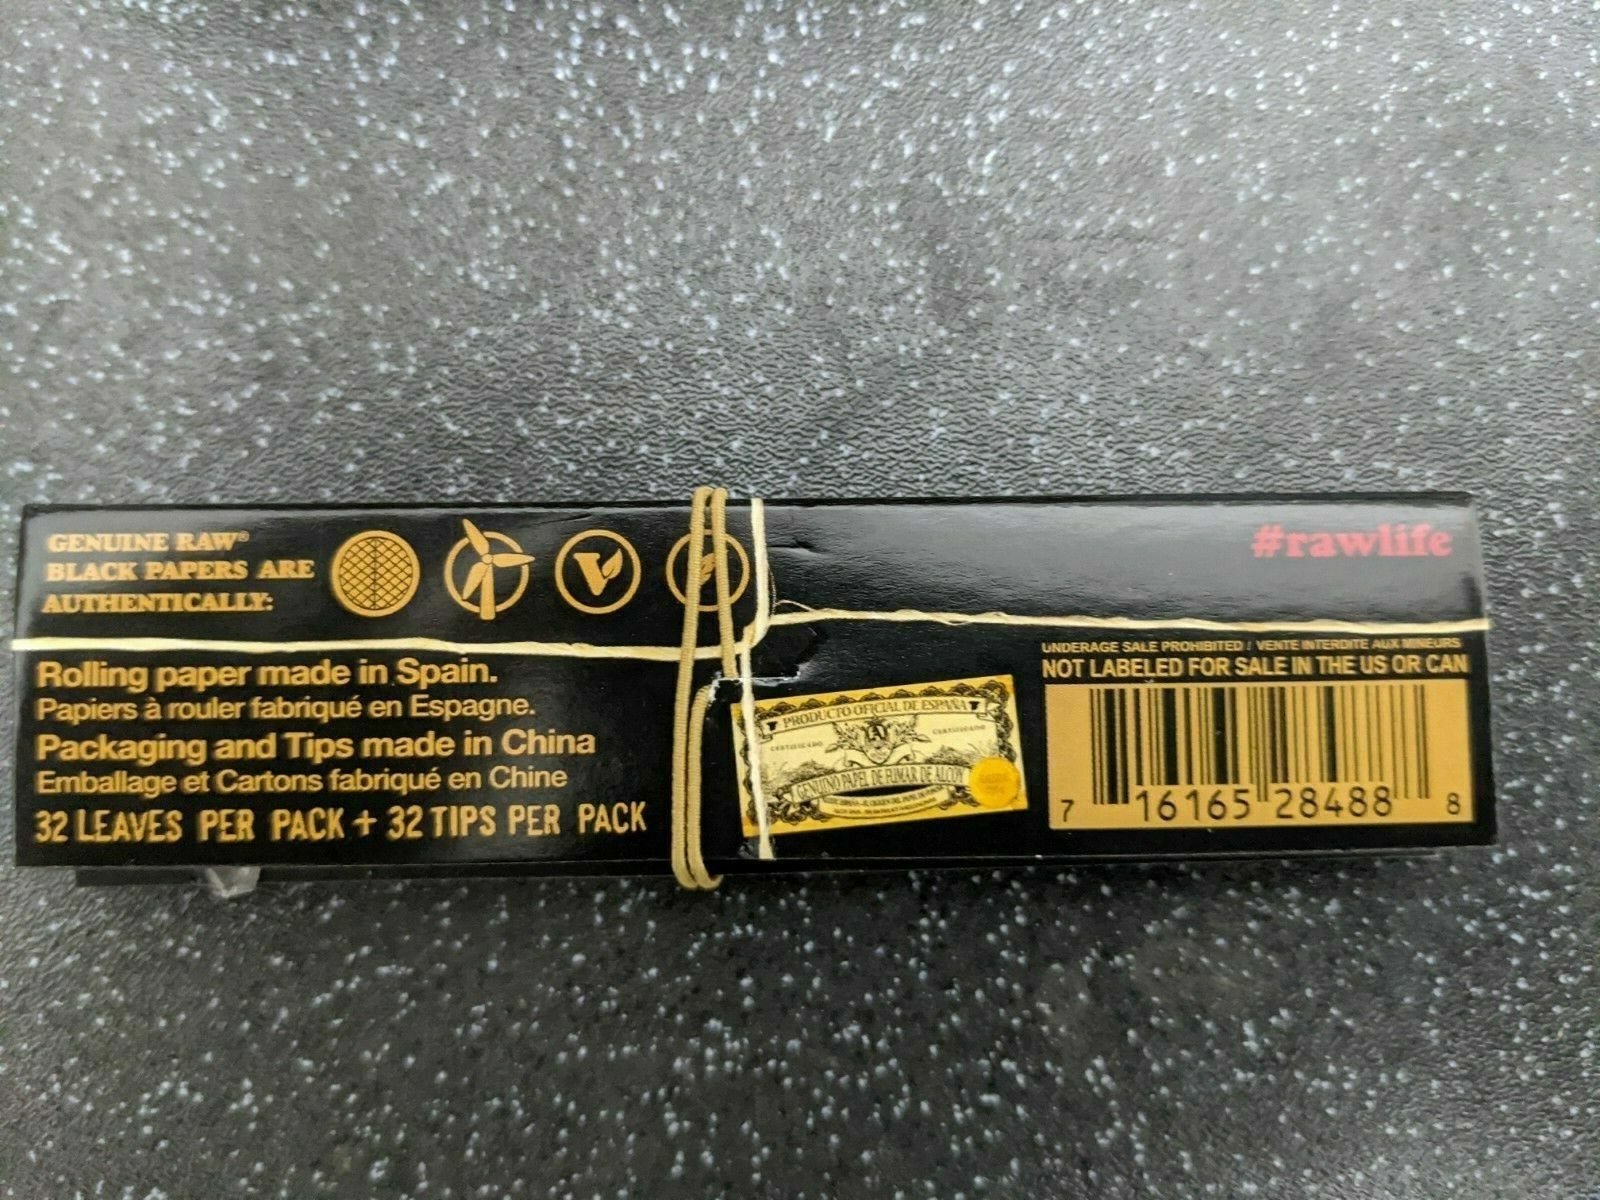 GENUINE RAW®
BLACK PAPERS ARE
AUTHENTICALLY:
#rawlife
Rolling paper made in Spain.
Papiers à rouler fabriqué en Espagne.
Packaging and Tips made in China
Emballage et Cartons fabriqué en Chine
32 LEAVES PER PACK + 32 TIPS PER PACK
PRODUCTO OFICIAL DE ESPAÑA
CERTIFICADO
CERTIFICADO
GENUINO PAPEL DE FUMAR DE ALCOY
UNDERAGE SALE PROHIBITED / VENTE INTERDITE AUX MINEURS
NOT LABELED FOR SALE IN THE US OR CAN
7 16165 28488 8